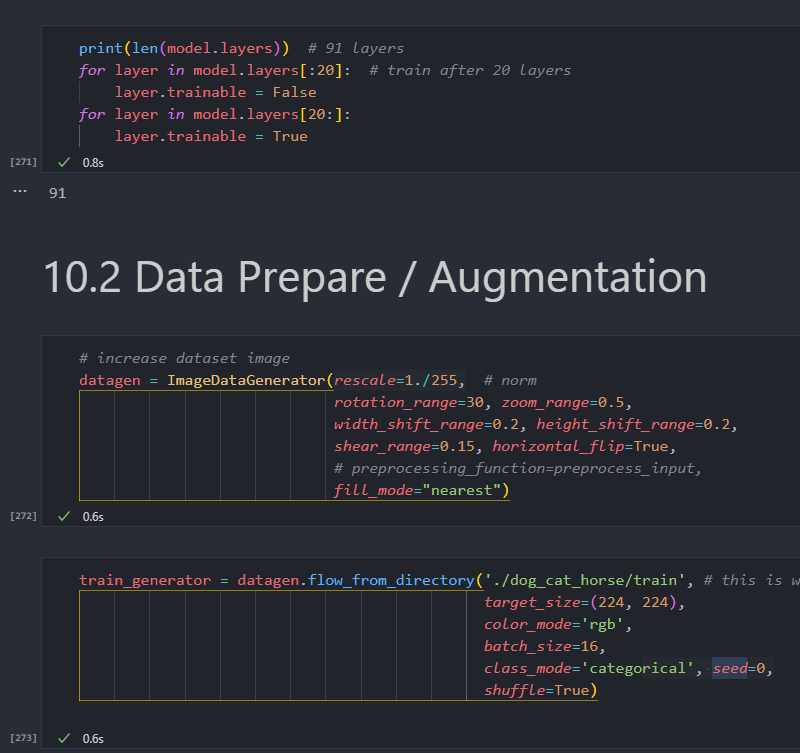 print(len(model.layers))  # 91 layers
for layer in model.layers[:20]:  # train after 20 layers
    layer.trainable = False
for layer in model.layers[20:]:
    layer.trainable = True
[271] ✓ 0.8s
... 91
10.2 Data Prepare / Augmentation
# increase dataset image
datagen = ImageDataGenerator(rescale=1./255,  # norm
                             rotation_range=30, zoom_range=0.5,
                             width_shift_range=0.2, height_shift_range=0.2,
                             shear_range=0.15, horizontal_flip=True,
                             # preprocessing_function=preprocess_input,
                             fill_mode="nearest")
[272] ✓ 0.6s
train_generator = datagen.flow_from_directory('./dog_cat_horse/train', # this is
                                              target_size=(224, 224),
                                              color_mode='rgb',
                                              batch_size=16,
                                              class_mode='categorical', seed=0,
                                              shuffle=True)
[273] ✓ 0.6s